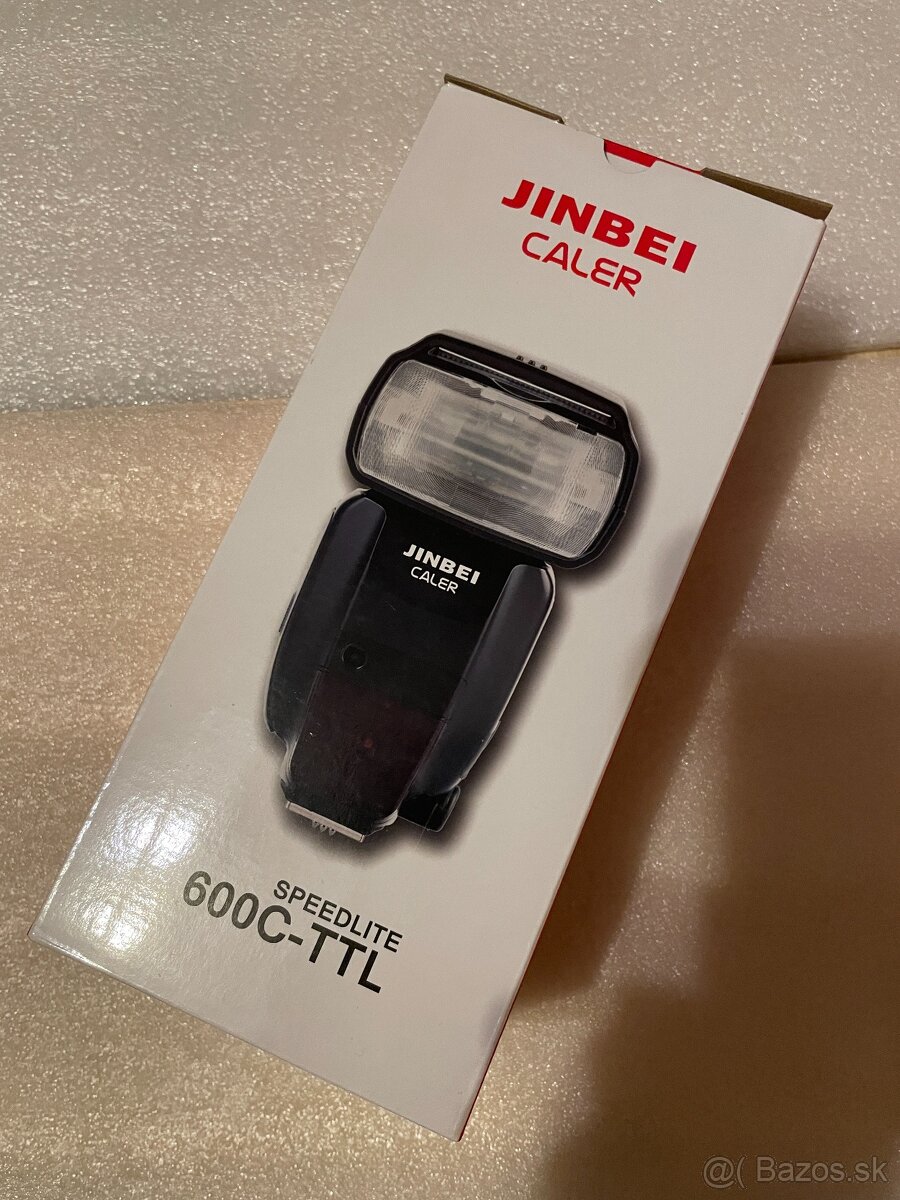 JINBEI
CALER
JINBEI
CALER
SPEEDLITE
600C-TTL
@( Bazos.sk